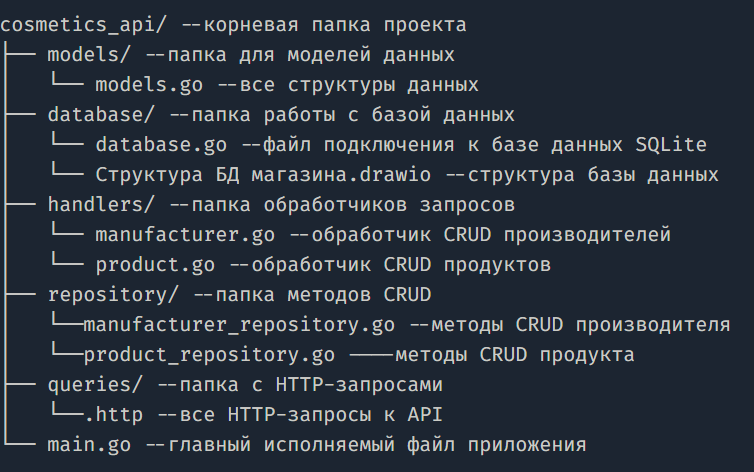 cosmetics_api/ --корневая папка проекта
├── models/ --папка для моделей данных
│   └── models.go --все структуры данных
├── database/ --папка работы с базой данных
│   └── database.go --файл подключения к базе данных SQLite
│   └── Структура БД магазина.drawio --структура базы данных
├── handlers/ --папка обработчиков запросов
│   └── manufacturer.go --обработчик CRUD производителей
│   └── product.go --обработчик CRUD продуктов
├── repository/ --папка методов CRUD
│   └──manufacturer_repository.go --методы CRUD производителя
│   └──product_repository.go ────методы CRUD продукта
├── queries/ --папка с HTTP-запросами
│   └──.http --все HTTP-запросы к API
└── main.go --главный исполняемый файл приложения